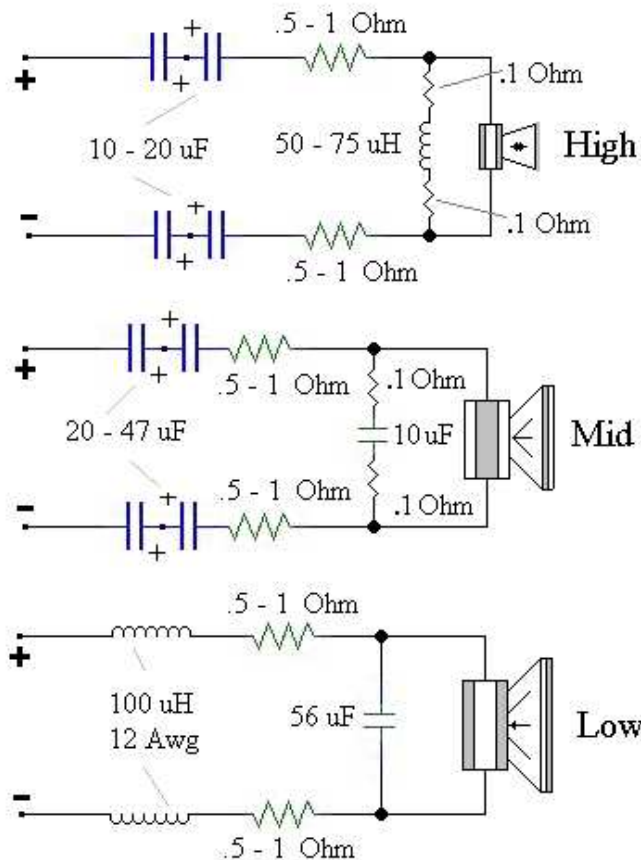 .5 - 1 Ohm
+
+
+
.1 Ohm
10 - 20 uF
50 - 75 uH
High
-
+
+
.1 Ohm
.5 - 1 Ohm
+
+
+
.5 - 1 Ohm
.1 Ohm
20 - 47 uF
10 uF
Mid
.5 - 1 Ohm
-
+
+
.1 Ohm
.5 - 1 Ohm
+
100 uH
12 Awg
56 uF
Low
-
.5 - 1 Ohm